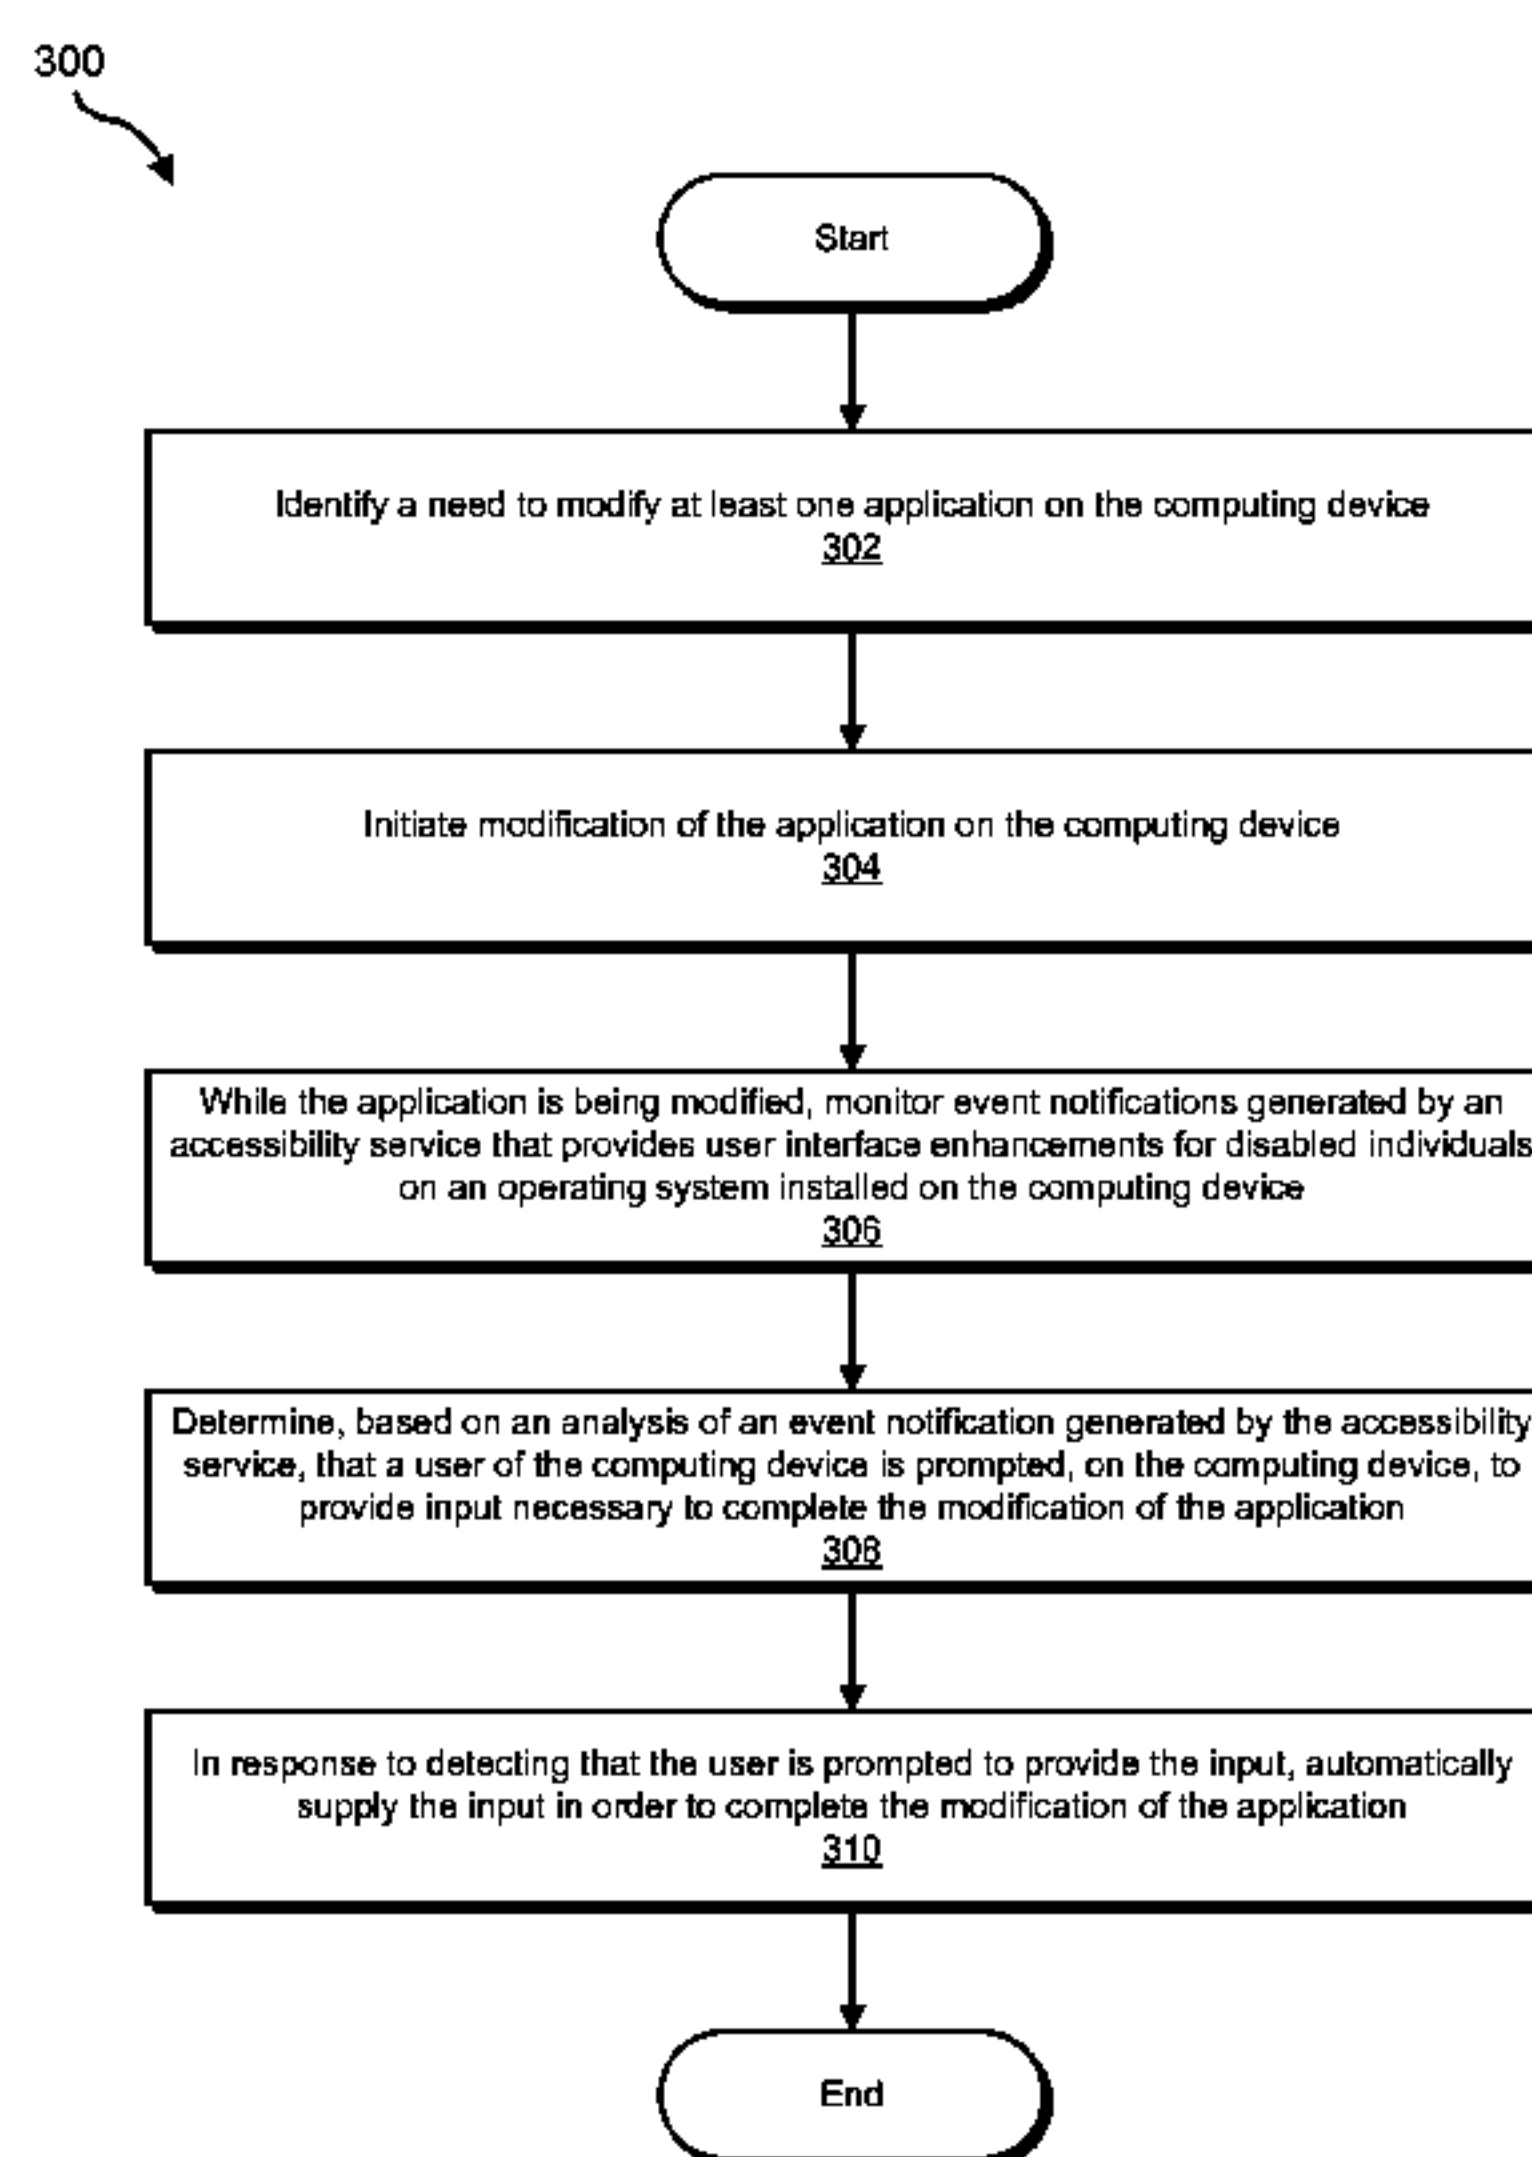 300
Start
Identify a need to modify at least one application on the computing device
302
Initiate modification of the application on the computing device
304
While the application is being modified, monitor event notifications generated by an
accessibility service that provides user interface enhancements for disabled individuals
on an operating system installed on the computing device
306
Determine, based on an analysis of an event notification generated by the accessibility
service, that a user of the computing device is prompted, on the computing device, to
provide input necessary to complete the modification of the application
308
In response to detecting that the user is prompted to provide the input, automatically
supply the input in order to complete the modification of the application
310
End